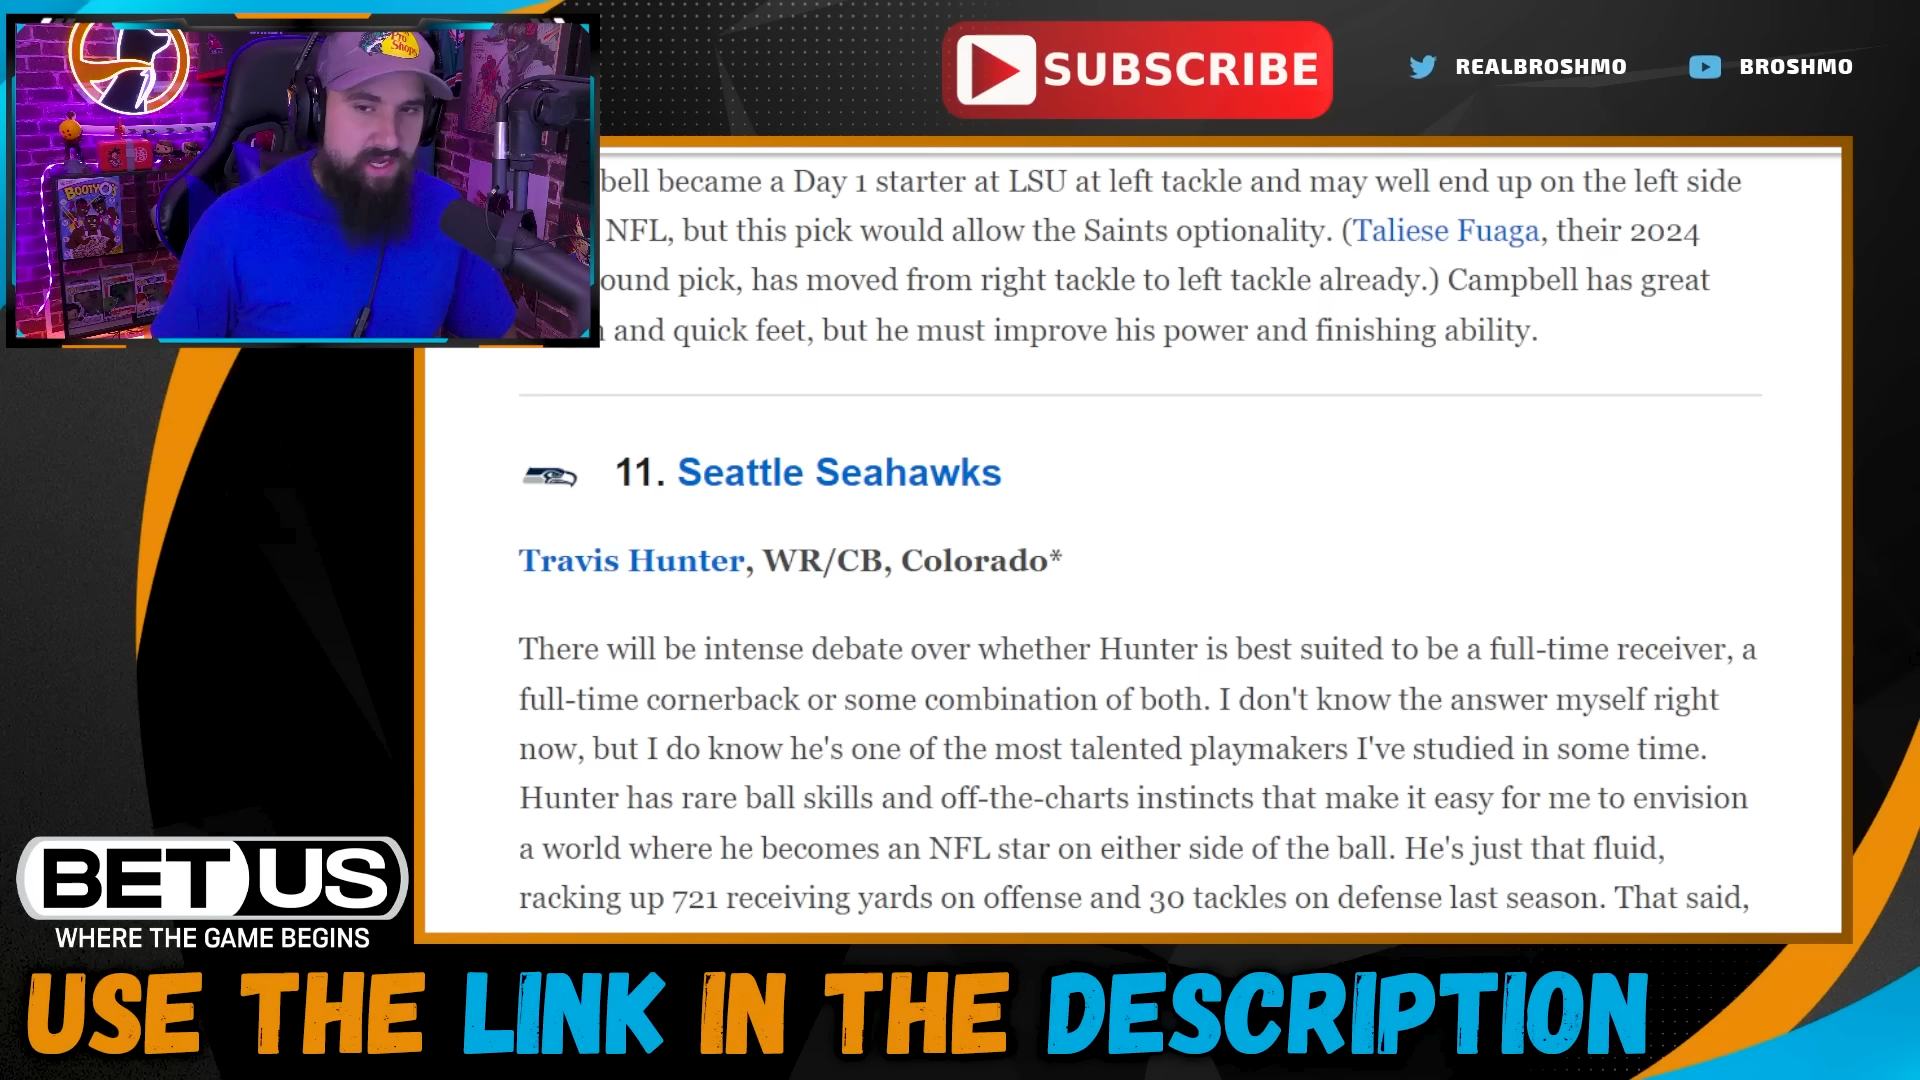 Pro Shops
BOOTYO's
SUBSCRIBE
REALBROSHMO
BROSHMO
bell became a Day 1 starter at LSU at left tackle and may well end up on the left side
NFL, but this pick would allow the Saints optionality. (Taliese Fuaga, their 2024
ound pick, has moved from right tackle to left tackle already.) Campbell has great
and quick feet, but he must improve his power and finishing ability.
11. Seattle Seahawks
Travis Hunter, WR/CB, Colorado*
There will be intense debate over whether Hunter is best suited to be a full-time receiver, a
full-time cornerback or some combination of both. I don't know the answer myself right
now, but I do know he's one of the most talented playmakers I've studied in some time.
Hunter has rare ball skills and off-the-charts instincts that make it easy for me to envision
a world where he becomes an NFL star on either side of the ball. He's just that fluid,
racking up 721 receiving yards on offense and 30 tackles on defense last season. That said,
BETUS
WHERE THE GAME BEGINS
USE THE LINK IN THE DESCRIPTION